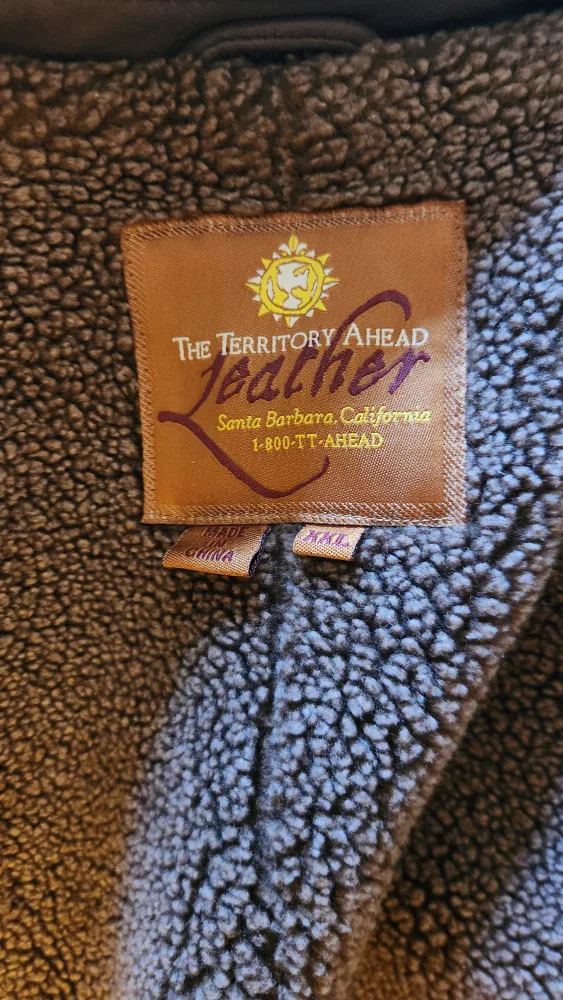 The Territory Ahead
Leather
Santa Barbara, California
1-800-TT-AHEAD
MADE
IN
CHINA
XXL